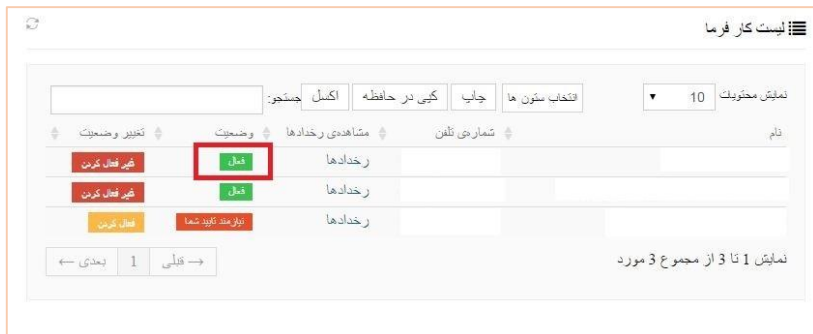 لیست کار فرما
نمایش محتویات 10 انتخاب ستون ها چاپ کپی در حافظه اکسل جستجو:
نام شماره‌ی تلفن مشاهده‌ی رخدادها وضعیت تغییر وضعیت
رخدادها فعال غیر فعال کردن
رخدادها فعال غیر فعال کردن
رخدادها نیازمند تایید شما فعال کردن
نمایش 1 تا 3 از مجموع 3 مورد
→ قبلی 1 بعدی ←